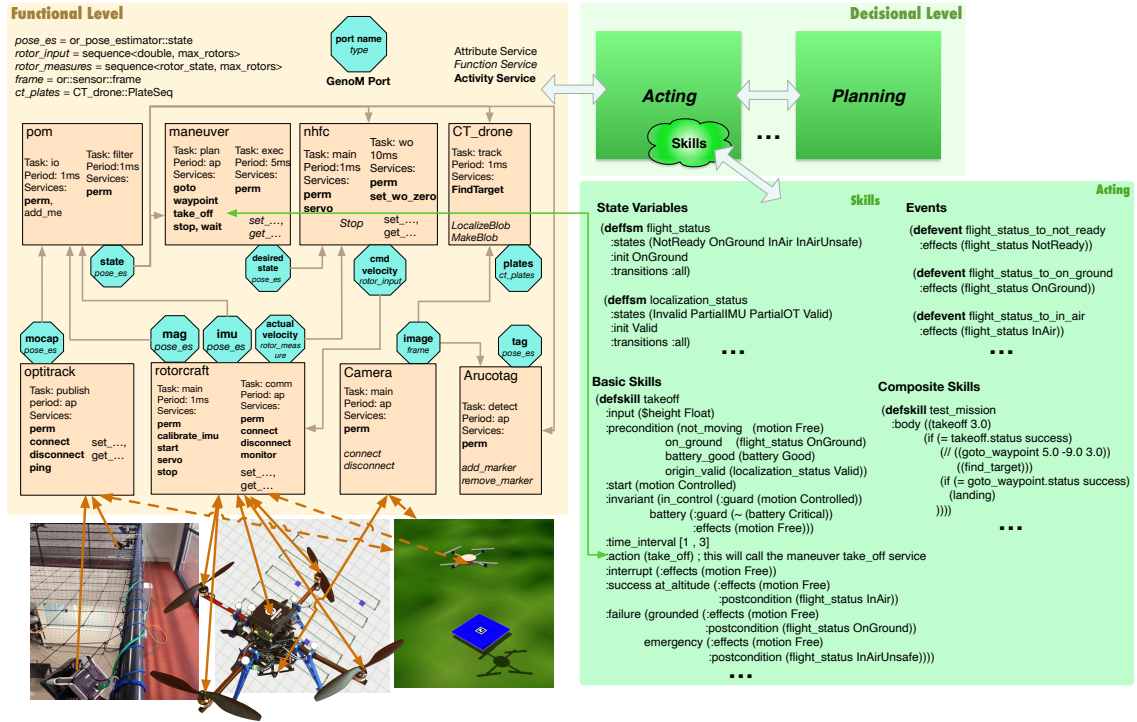 Functional Level
pose_es = or_pose_estimator::state
rotor_input = sequence<double, max_rotors>
rotor_measures = sequence<rotor_state, max_rotors>
frame = or::sensor::frame
ct_plates = CT_drone::PlateSeq
port name
type
GenoM Port
Attribute Service
Function Service
Activity Service
pom
Task: io
Period: 1ms
Services:
perm,
add_me
Task: filter
Period:1ms
Services:
perm
maneuver
Task: plan
Period: ap
Services:
goto
waypoint
take_off
stop, wait
Task: exec
Period: 5ms
Services:
perm
set_…,
get_…
nhfc
Task: main
Period:1ms
Services:
perm
servo
Task: wo
10ms
Services:
perm
set_wo_zero
Stop
set_…,
get_…
CT_drone
Task: track
Period: 1ms
Services:
FindTarget
LocalizeBlob
MakeBlob
state
pose_es
desired
state
pose_es
cmd
velocity
rotor_input
plates
ct_plates
mocap
pose_es
mag
pose_es
imu
pose_es
actual
velocity
rotor_meas
ure
image
frame
tag
pose_es
optitrack
Task: publish
period: ap
Services:
perm
connect
disconnect
ping
set_…,
get_…
rotorcraft
Task: main
Period: 1ms
Services:
perm
calibrate_imu
start
servo
stop
Task: comm
Period: ap
Services:
perm
connect
disconnect
monitor
set_…,
get_…
Camera
Task: main
Period: ap
Services:
perm
connect
disconnect
Arucotag
Task: detect
Period: ap
Services:
perm
add_marker
remove_marker
Decisional Level
Acting
Skills
...
Planning
Acting
Skills
State Variables
(deffsm flight_status
:states (NotReady OnGround InAir InAirUnsafe)
:init OnGround
:transitions :all)
(deffsm localization_status
:states (Invalid PartialIMU PartialOT Valid)
:init Valid
:transitions :all)
...
Events
(defevent flight_status_to_not_ready
:effects (flight_status NotReady))
(defevent flight_status_to_on_ground
:effects (flight_status OnGround))
(defevent flight_status_to_in_air
:effects (flight_status InAir))
...
Basic Skills
(defskill takeoff
:input ($height Float)
:precondition (not_moving (motion Free)
on_ground (flight_status OnGround)
battery_good (battery Good)
origin_valid (localization_status Valid))
:start (motion Controlled)
:invariant (in_control (:guard (motion Controlled))
battery (:guard (~ (battery Critical))
:effects (motion Free)))
:time_interval [1 , 3]
:action (take_off) ; this will call the maneuver take_off service
:interrupt (:effects (motion Free))
:success at_altitude (:effects (motion Free)
:postcondition (flight_status InAir))
:failure (grounded (:effects (motion Free)
:postcondition (flight_status OnGround))
emergency (:effects (motion Free)
:postcondition (flight_status InAirUnsafe))))
...
Composite Skills
(defskill test_mission
:body ((takeoff 3.0)
(if (= takeoff.status success)
(// ((goto_waypoint 5.0 -9.0 3.0))
((find_target)))
(if (= goto_waypoint.status success)
(landing)
))))
...